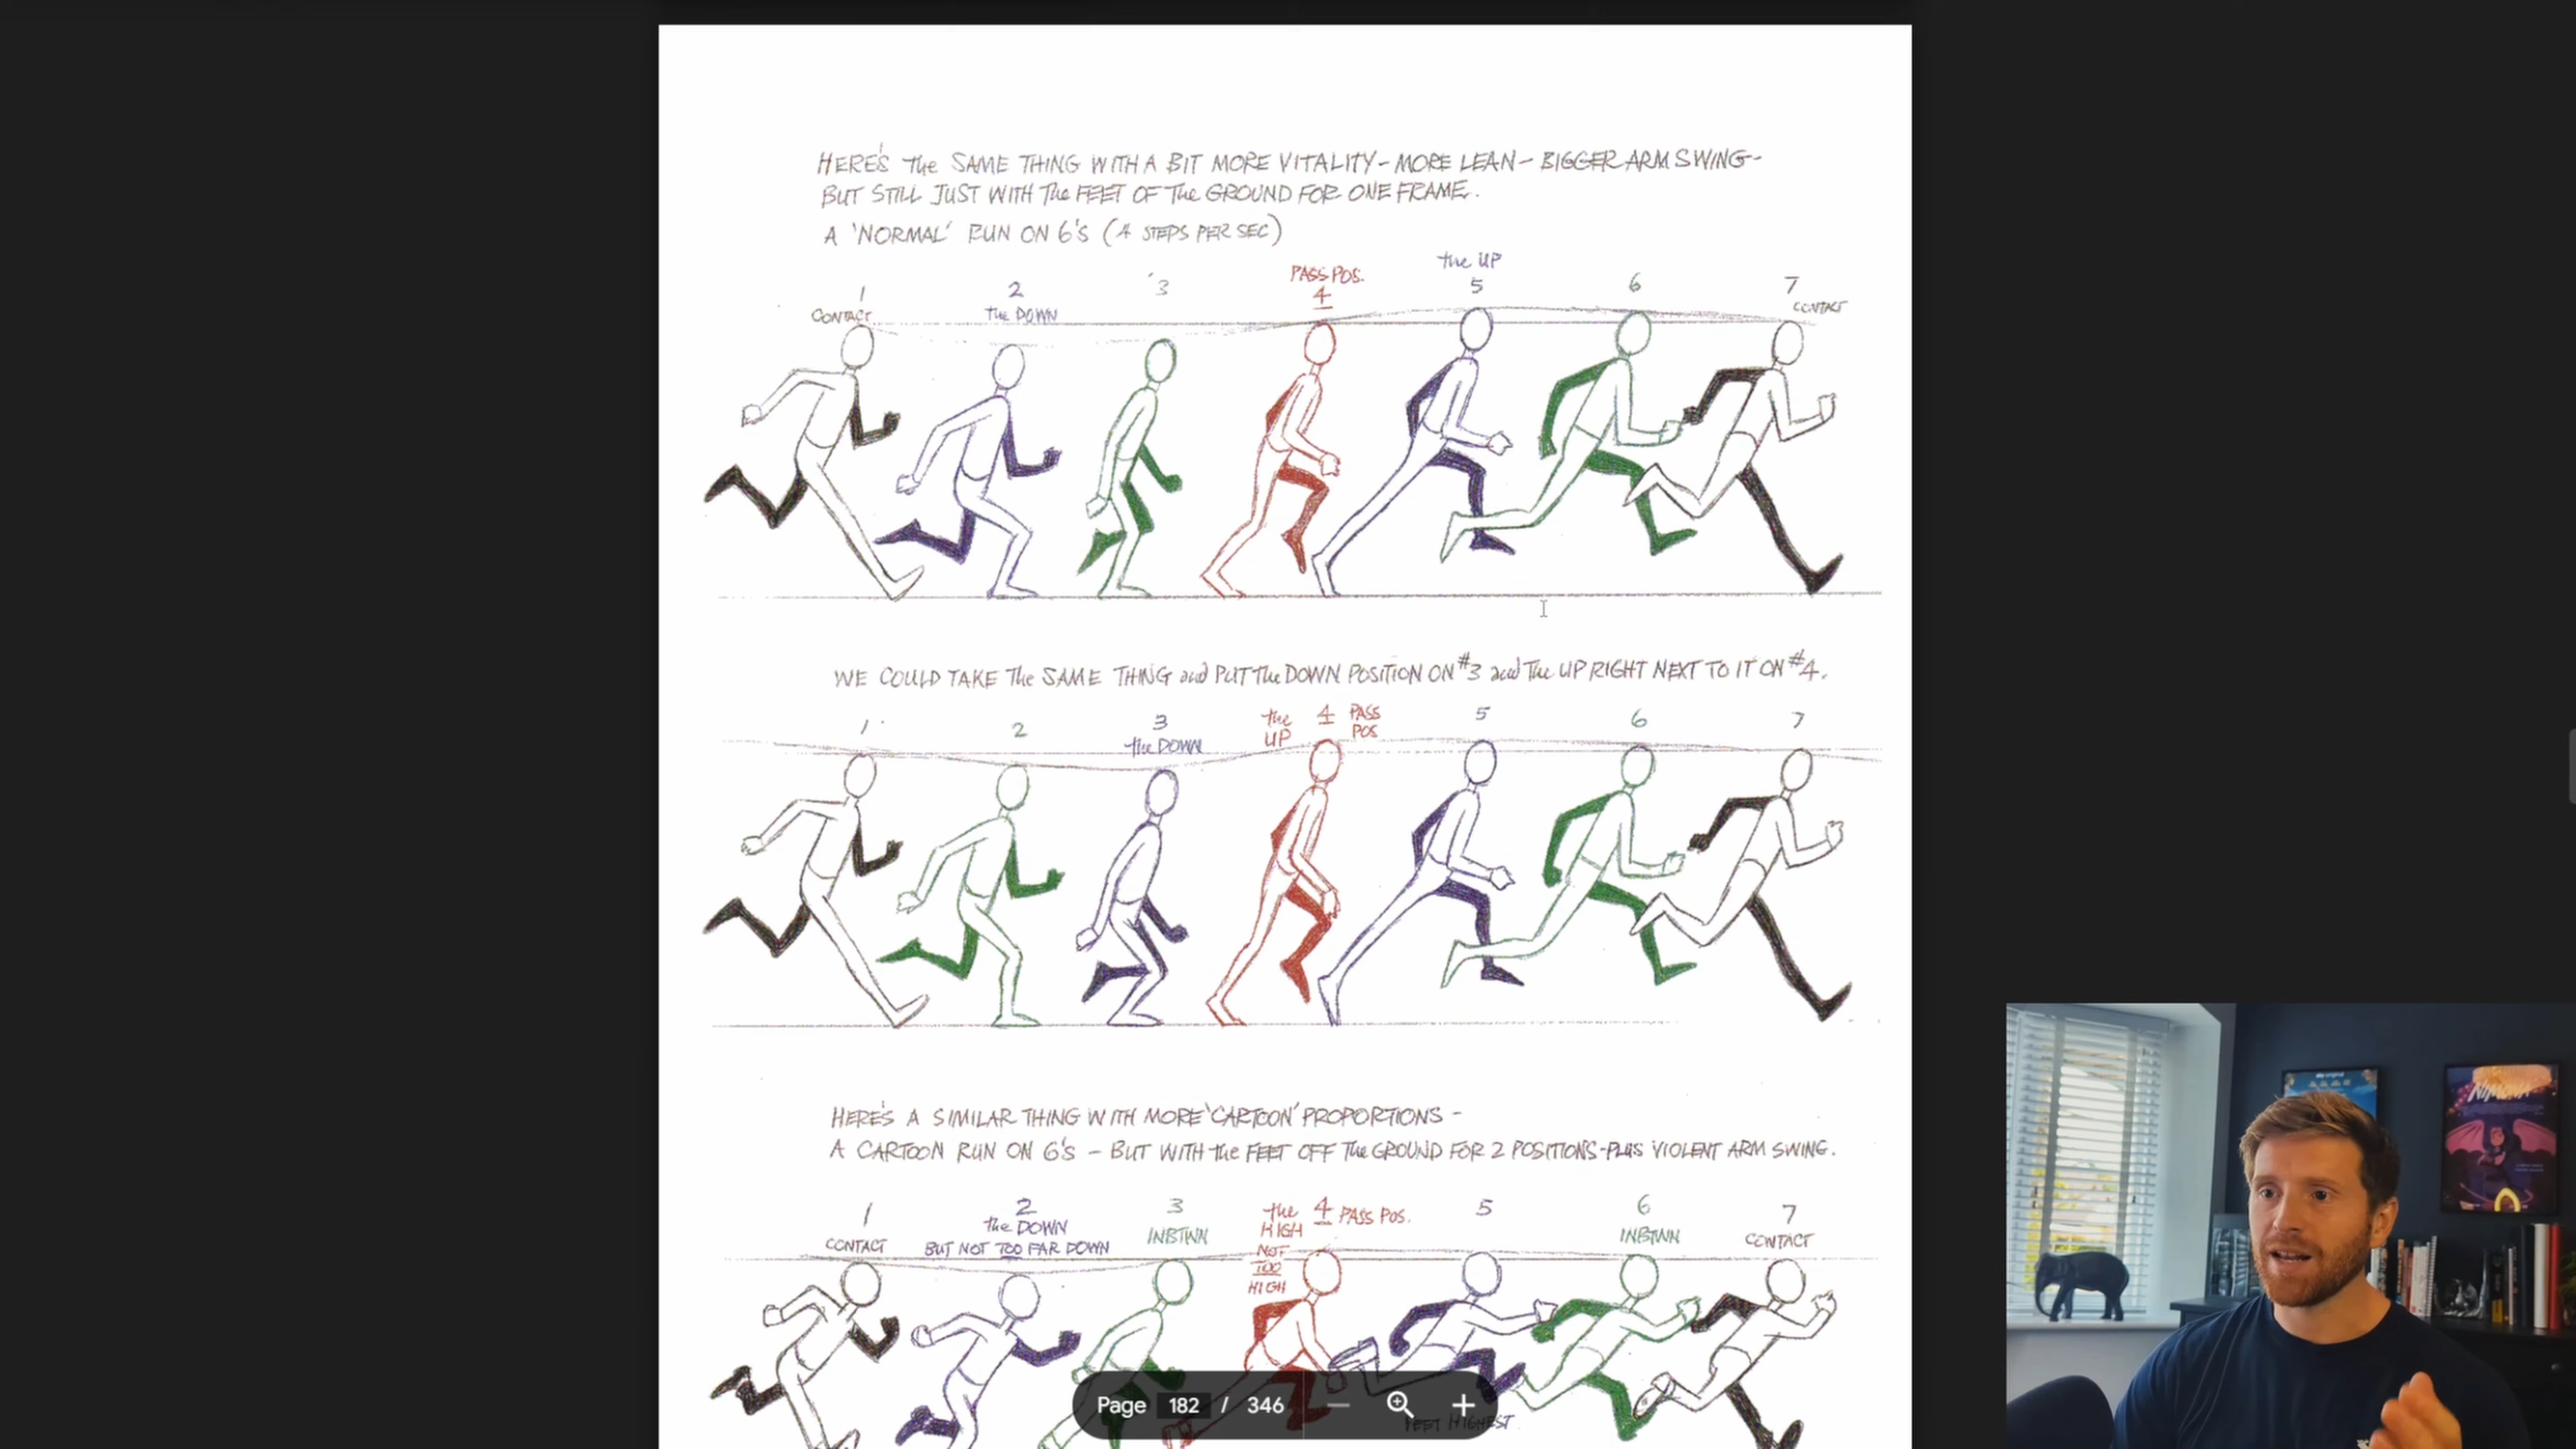 HERE'S the SAME THING WITH A BIT MORE VITALITY - MORE LEAN - BIGGER ARM SWING -
BUT STILL JUST WITH The FEET OF The GROUND FOR ONE FRAME.
A 'NORMAL' RUN ON 6'S (4 STEPS PER SEC)
the UP
PASS POS.
1 2 3 4 5 6 7
CONTACT the DOWN CONTACT
WE COULD TAKE The SAME THING and PUT The DOWN POSITION ON #3 and The UP RIGHT NEXT TO IT ON #4.
1 2 3 the 4 PASS 5 6 7
the DOWN UP POS
HERE'S A SIMILAR THING WITH MORE 'CARTOON' PROPORTIONS -
A CARTOON RUN ON 6'S - BUT WITH the FEET OFF The GROUND FOR 2 POSITIONS - PLUS VIOLENT ARM SWING.
1 2 3 the 4 PASS POS. 5 6 7
CONTACT the DOWN INBTWN HIGH INBTWN CONTACT
BUT NOT TOO FAR DOWN NOT
TOO
HIGH
Page 182 / 346
FEET HIGHEST
NIMONA